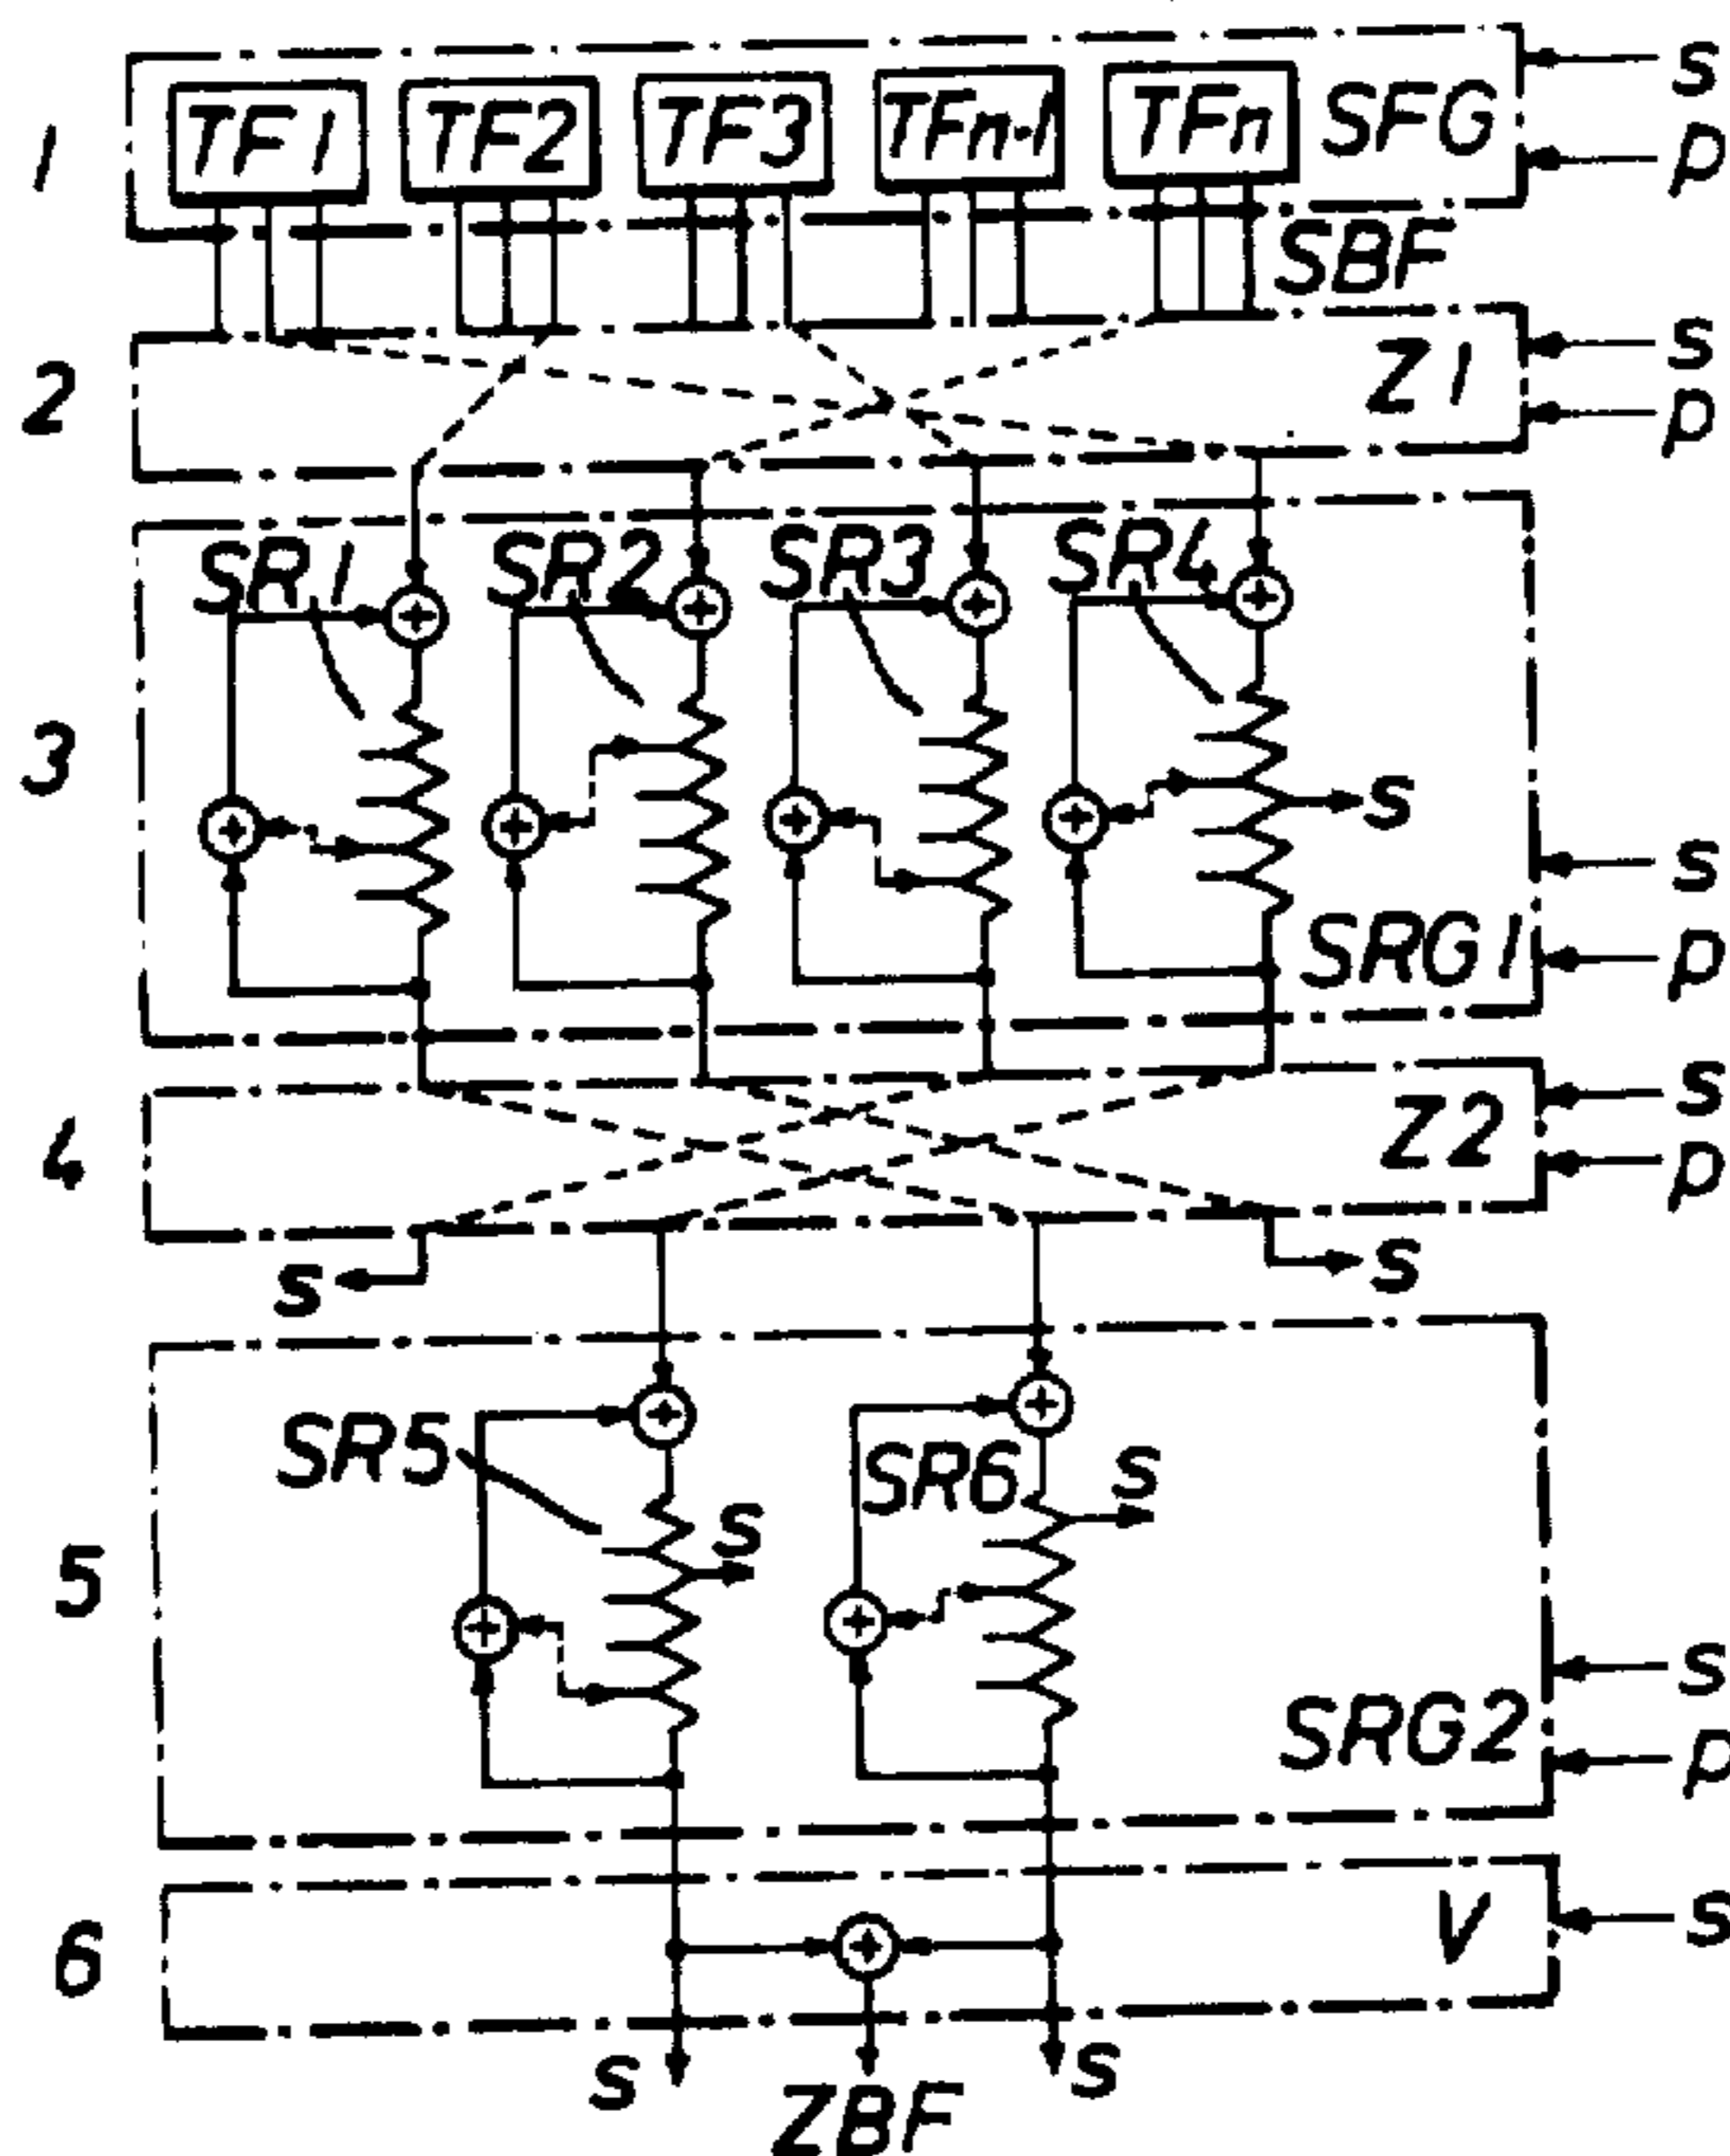 TF1 TF2 TF3 TFn-1 TFn SFG s
1 p
SBF
2 Z1 s
p
SR1 SR2 SR3 SR4
3 s
s
SRG1 p
4 Z2 s
p
s s
SR5 SR6 s
s
5 s
SRG2 p
6 V s
s ZBF s